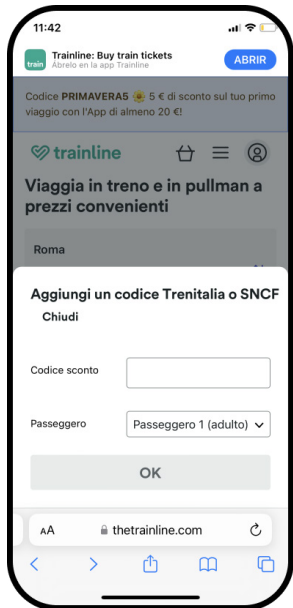 11:42
train
Trainline: Buy train tickets
Ábrelo en la app Trainline
ABRIR
Codice PRIMAVERA5 🌼 5 € di sconto sul tuo primo
viaggio con l'App di almeno 20 €!
trainline
Viaggia in treno e in pullman a
prezzi convenienti
Roma
Aggiungi un codice Trenitalia o SNCF
Chiudi
Codice sconto
Passeggero
Passeggero 1 (adulto)
OK
AA
thetrainline.com